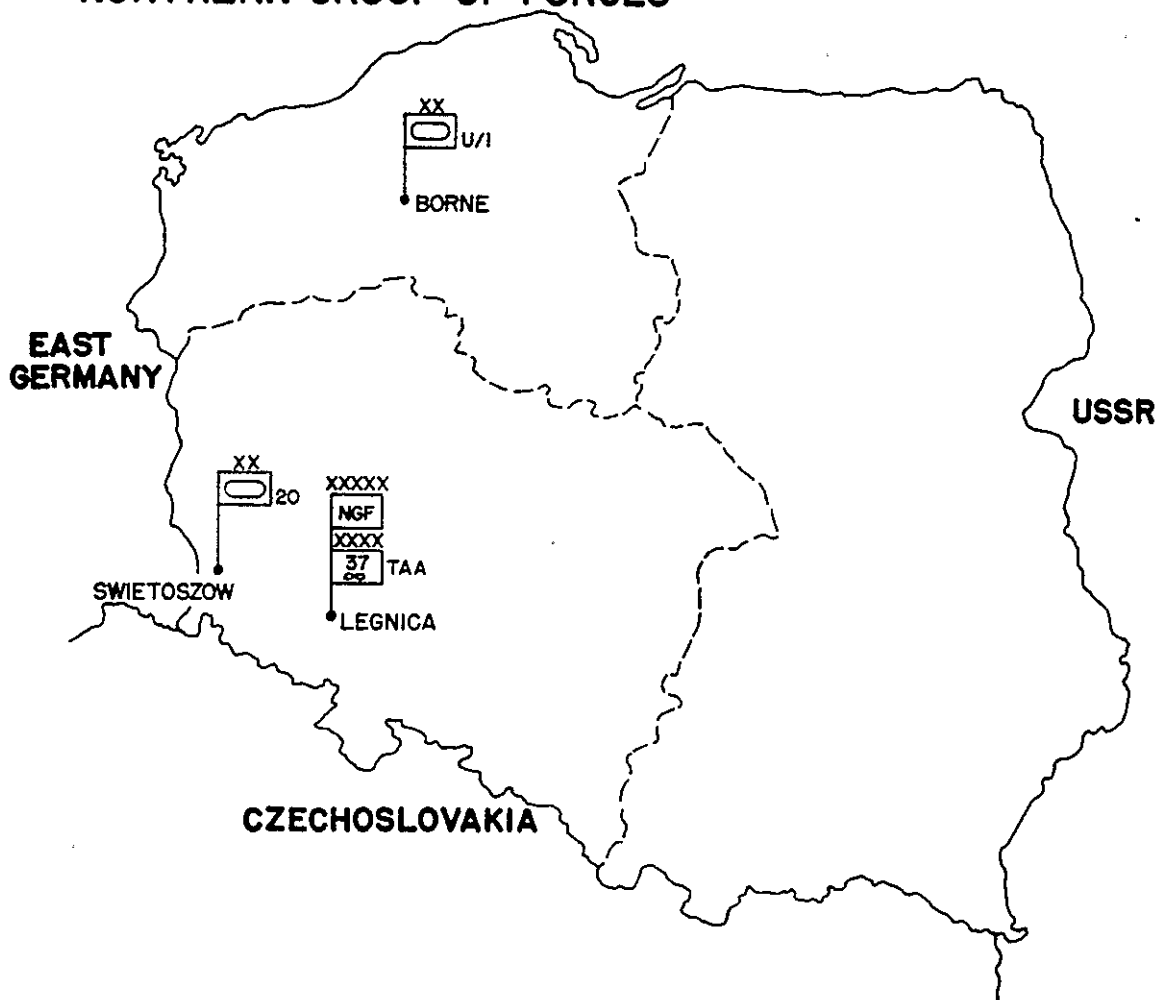 NORTHERN GROUP OF FORCES
XX
U/I
BORNE
EAST
GERMANY
USSR
XX
20
XXXXX
NGF
XXXX
37
TAA
SWIETOSZOW
LEGNICA
CZECHOSLOVAKIA